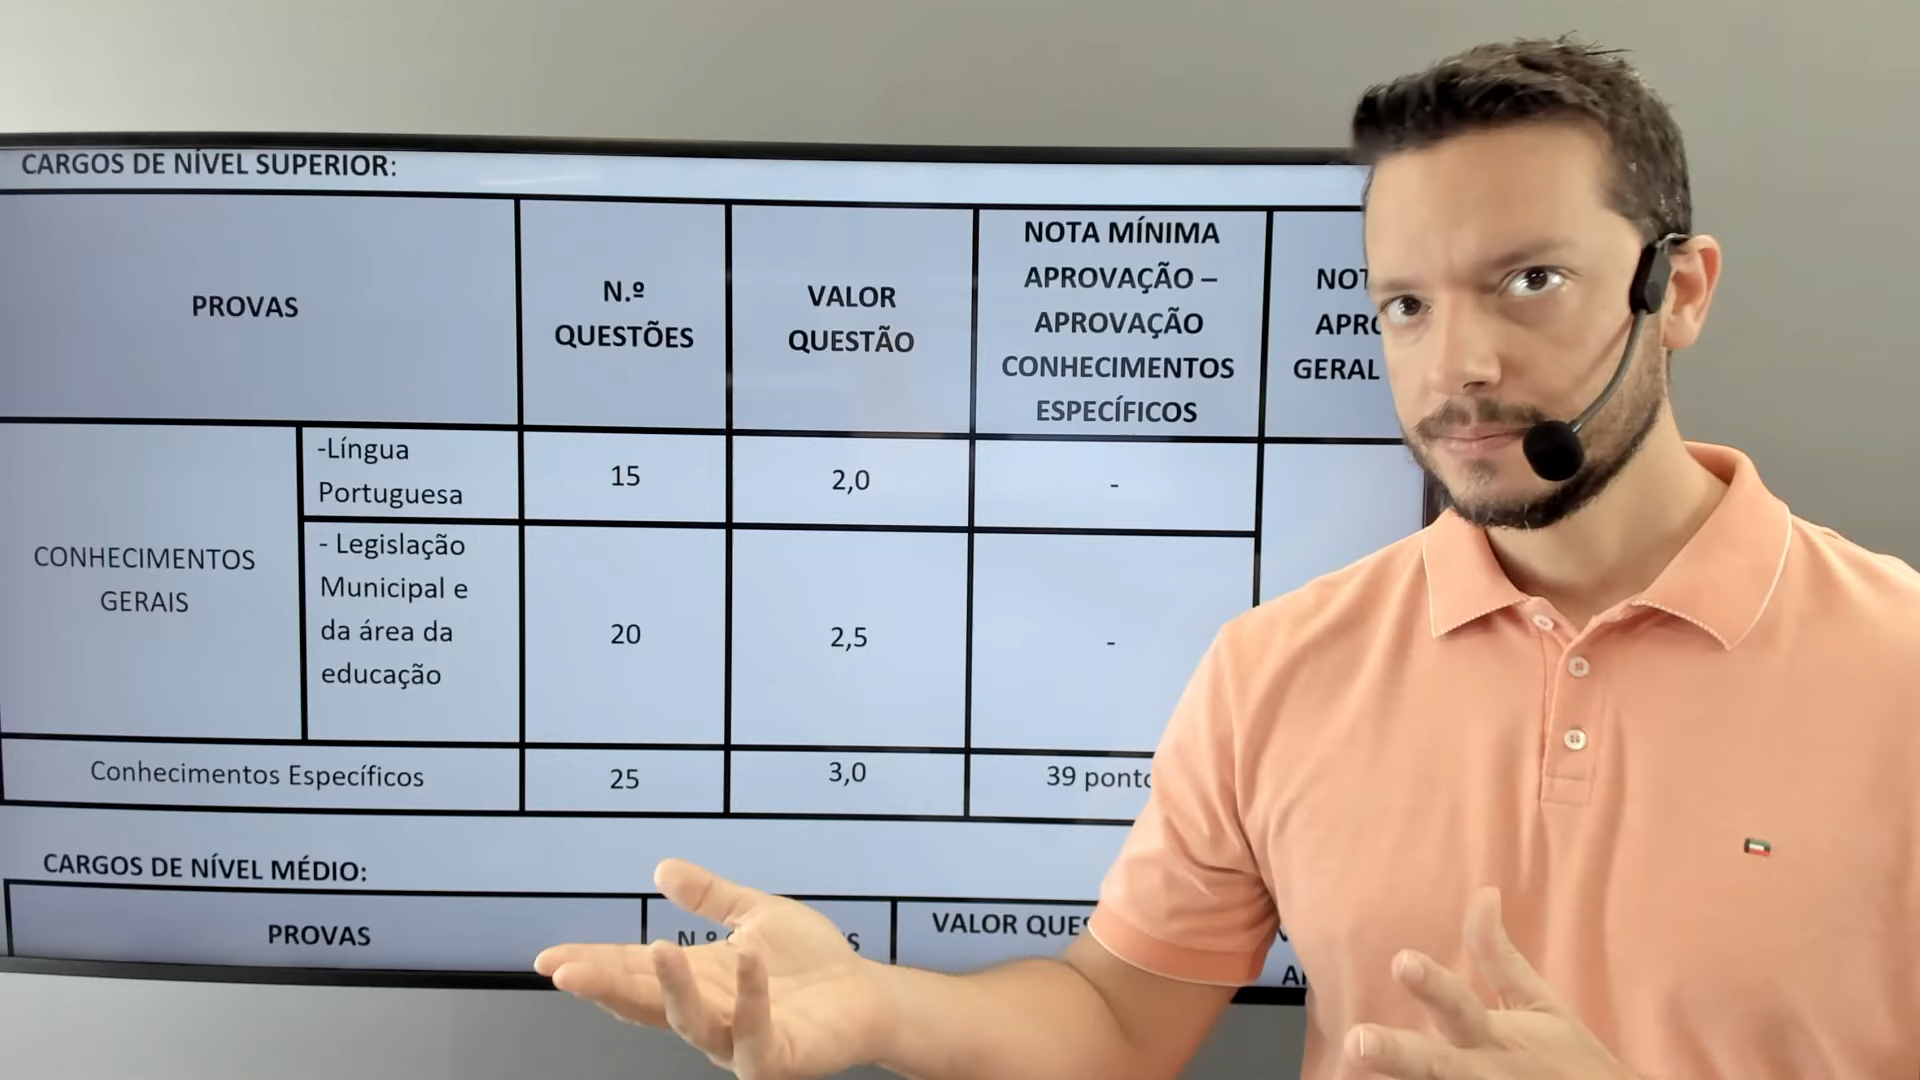 CARGOS DE NÍVEL SUPERIOR:
PROVAS
N.º
QUESTÕES
VALOR
QUESTÃO
NOTA MÍNIMA
APROVAÇÃO –
APROVAÇÃO
CONHECIMENTOS
ESPECÍFICOS
GERAL
CONHECIMENTOS
GERAIS
-Língua
Portuguesa
15
2,0
-
- Legislação
Municipal e
da área da
educação
20
2,5
-
Conhecimentos Específicos
25
3,0
39
CARGOS DE NÍVEL MÉDIO:
PROVAS
N.º
VALOR